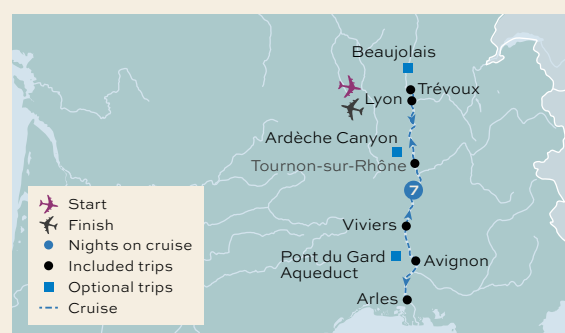 Beaujolais
Trévoux
Lyon
Ardèche Canyon
Tournon-sur-Rhône
7
Viviers
Pont du Gard
Aqueduct
Avignon
Arles
Start
Finish
Nights on cruise
Included trips
Optional trips
Cruise